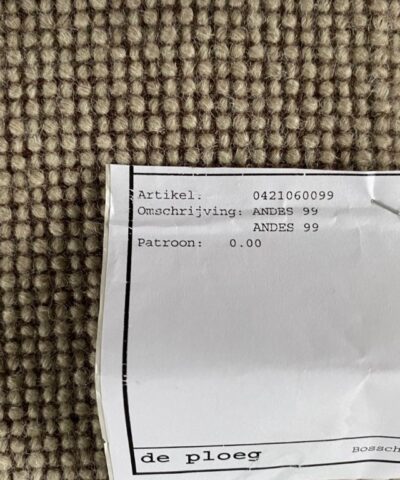 Artikel: 0421060099
Omschrijving: ANDES 99
ANDES 99
Patroon: 0.00
de ploeg